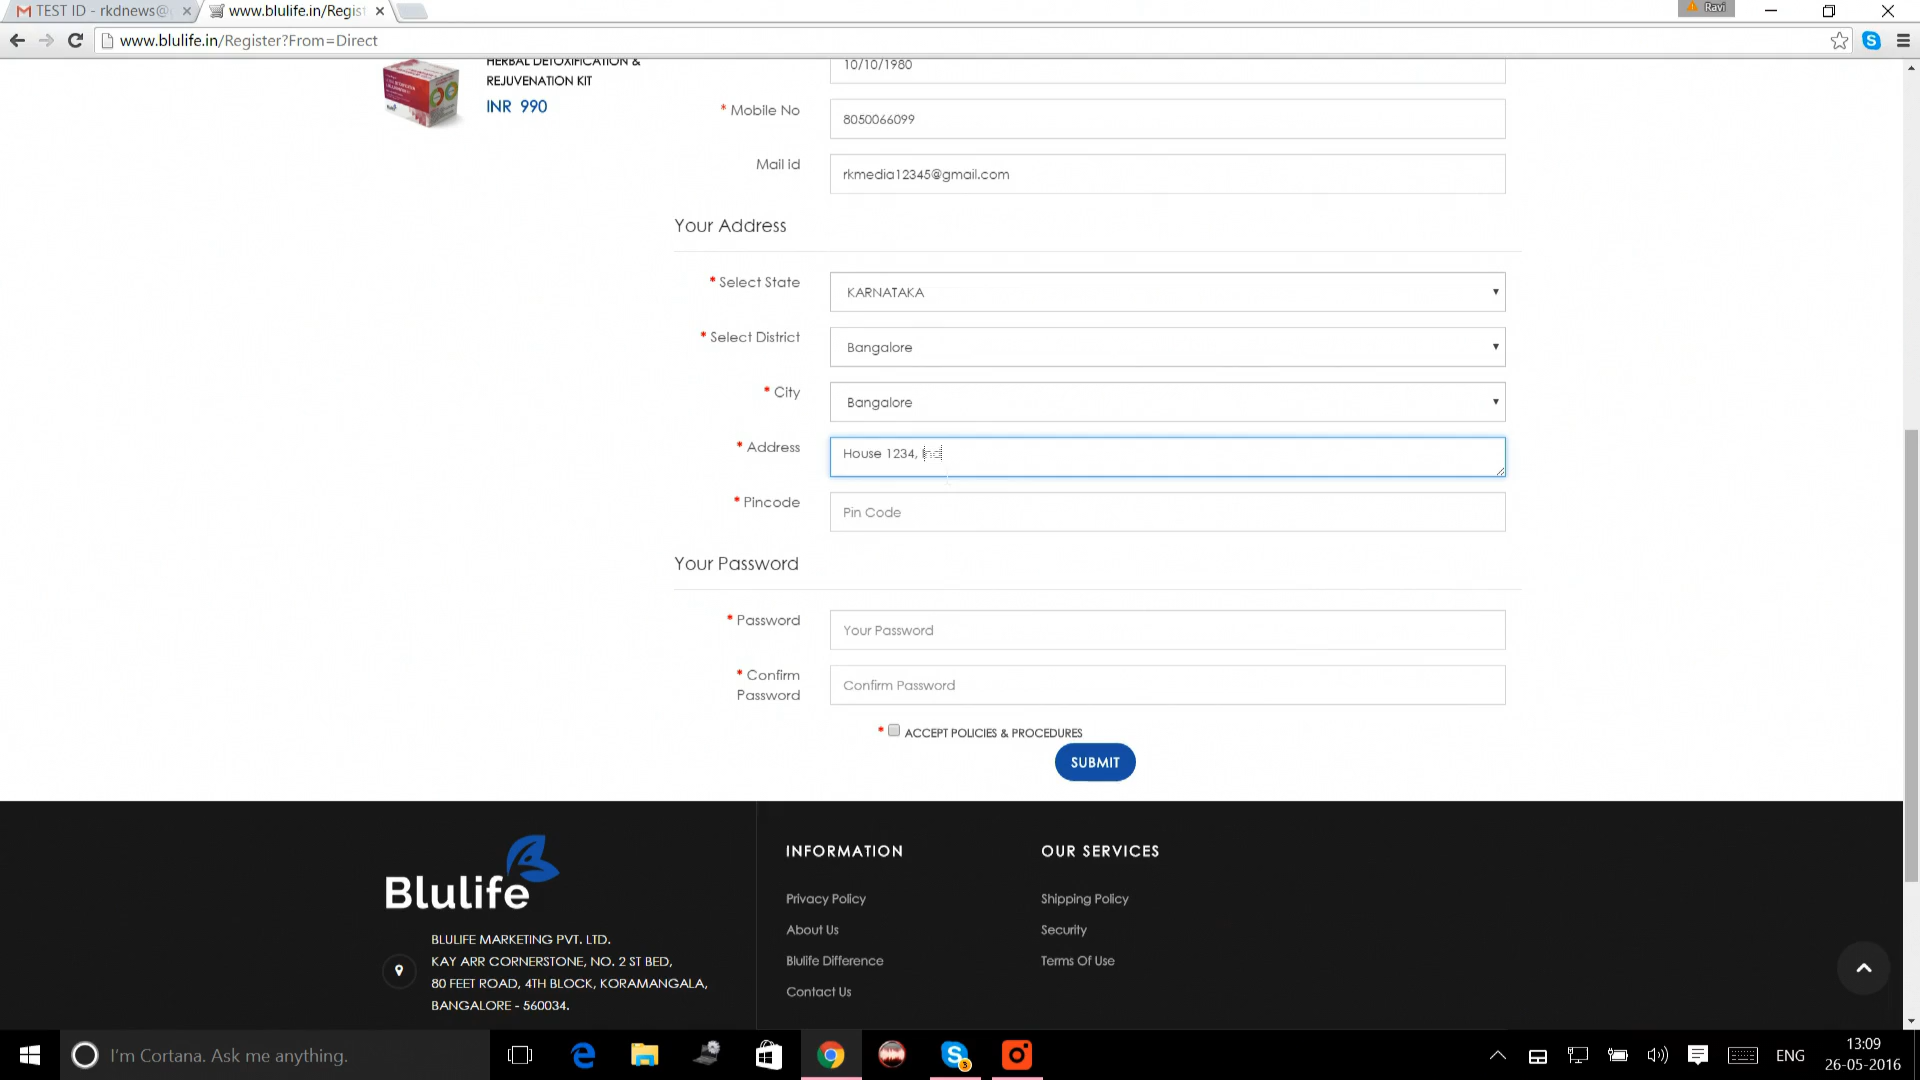 TEST ID - rkdnews@
www.blulife.in/Regist
Ravi
www.blulife.in/Register?From=Direct
HERBAL DETOXIFICATION &
REJUVENATION KIT
INR 990
10/10/1980
* Mobile No
8050066099
Mail id
rkmedia12345@gmail.com
Your Address
* Select State
KARNATAKA
* Select District
Bangalore
* City
Bangalore
* Address
House 1234, Ind
* Pincode
Pin Code
Your Password
* Password
Your Password
* Confirm
Password
Confirm Password
* ACCEPT POLICIES & PROCEDURES
SUBMIT
Blulife
BLULIFE MARKETING PVT. LTD.
KAY ARR CORNERSTONE, NO. 2 ST BED,
80 FEET ROAD, 4TH BLOCK, KORAMANGALA,
BANGALORE - 560034.
INFORMATION
Privacy Policy
About Us
Blulife Difference
Contact Us
OUR SERVICES
Shipping Policy
Security
Terms Of Use
I'm Cortana. Ask me anything.
3
ENG
13:09
26-05-2016